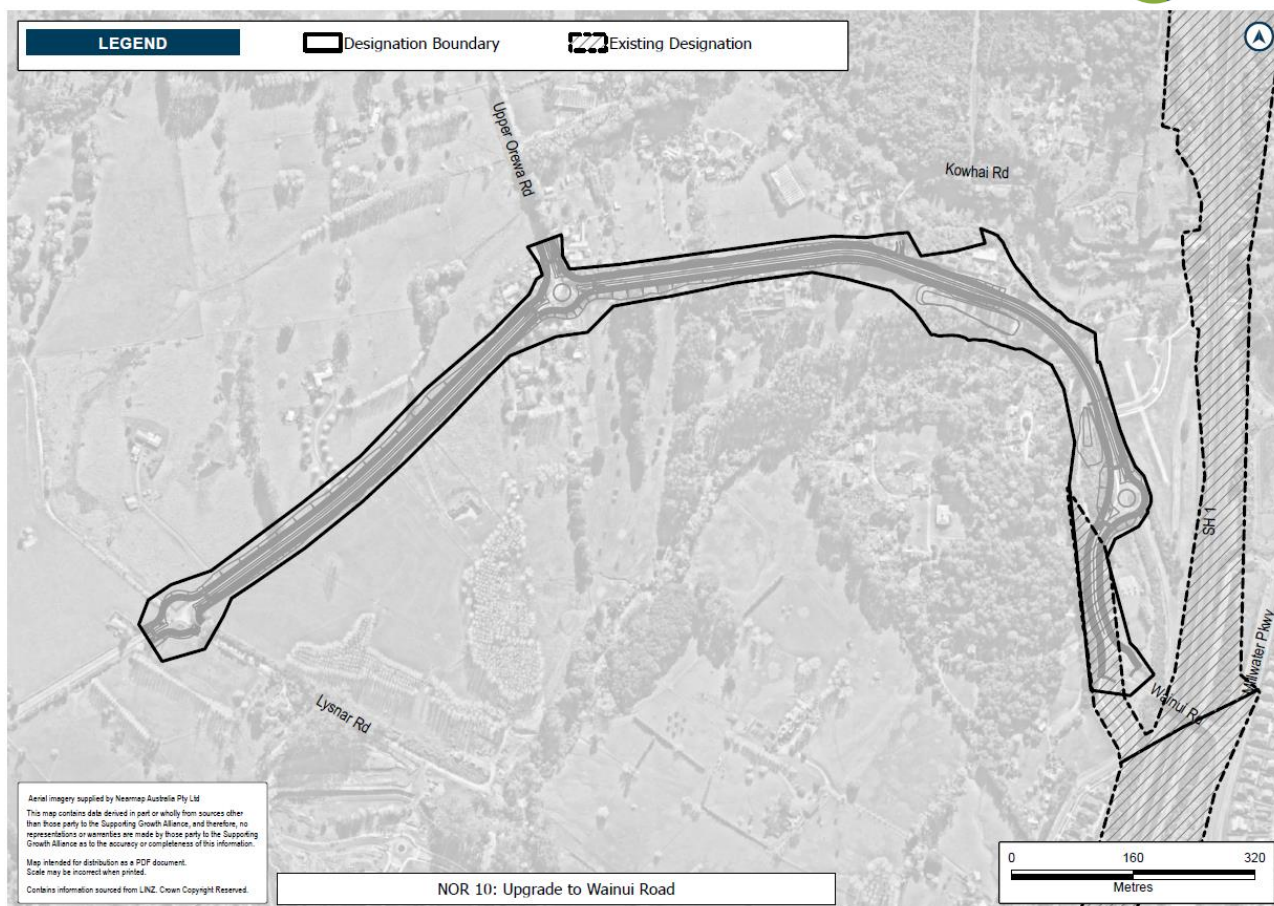 LEGEND
Designation Boundary
Existing Designation
Upper Orewa Rd
Kowhai Rd
SH 1
Millwater Pkwy
Wainui Rd
Lysnar Rd
Aerial imagery supplied by Nearmap Australia Pty Ltd
This map contains data derived in part or wholly from sources other
than those party to the Supporting Growth Alliance, and therefore, no
representations or warranties are made by those party to the Supporting
Growth Alliance as to the accuracy or completeness of this information.
Map intended for distribution as a PDF document.
Scale may be incorrect when printed.
Contains information sourced from LINZ. Crown Copyright Reserved.
NOR 10: Upgrade to Wainui Road
0 160 320
Metres